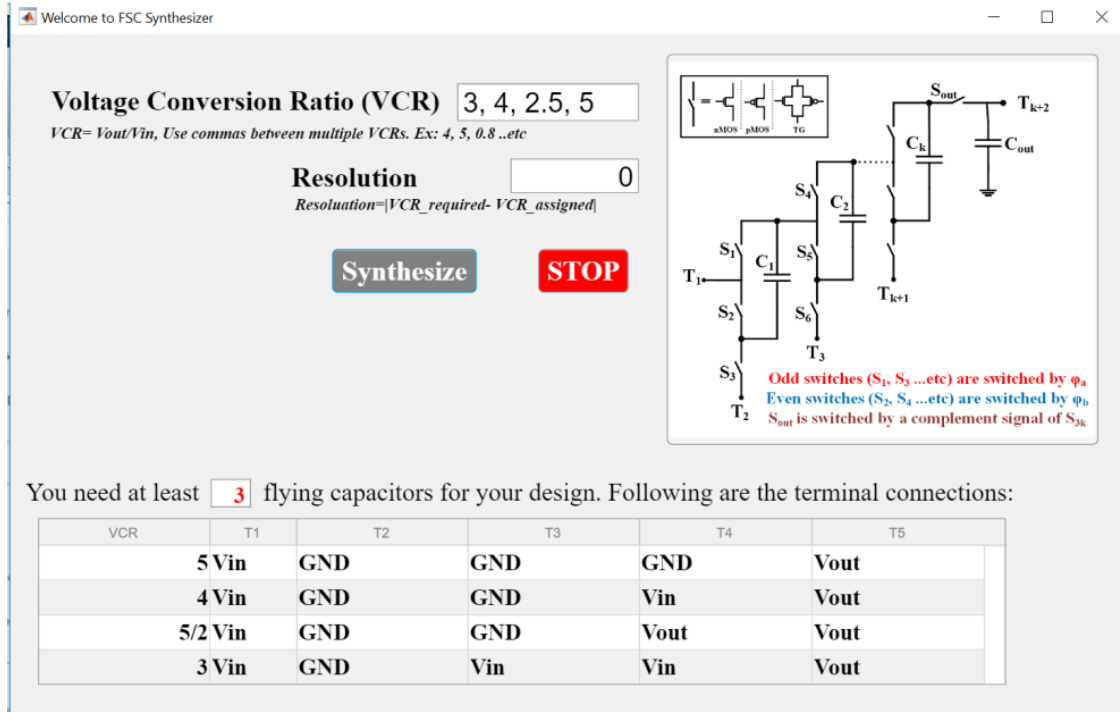 Welcome to FSC Synthesizer
Voltage Conversion Ratio (VCR) 3, 4, 2.5, 5
VCR= Vout/Vin, Use commas between multiple VCRs. Ex: 4, 5, 0.8 ..etc
Resolution 0
Resoluation=|VCR_required- VCR_assigned|
Synthesize STOP
nMOS pMOS TG
Sout Tk+2
Ck Cout
S4 C2
S1 C1 S5
T1 Tk+1
S2 S6
T3
S3
T2
Odd switches (S1, S3 ...etc) are switched by φa
Even switches (S2, S4 ...etc) are switched by φb
Sout is switched by a complement signal of S3k
You need at least 3 flying capacitors for your design. Following are the terminal connections:
VCR T1 T2 T3 T4 T5
5 Vin GND GND GND Vout
4 Vin GND GND Vin Vout
5/2 Vin GND GND Vout Vout
3 Vin GND Vin Vin Vout